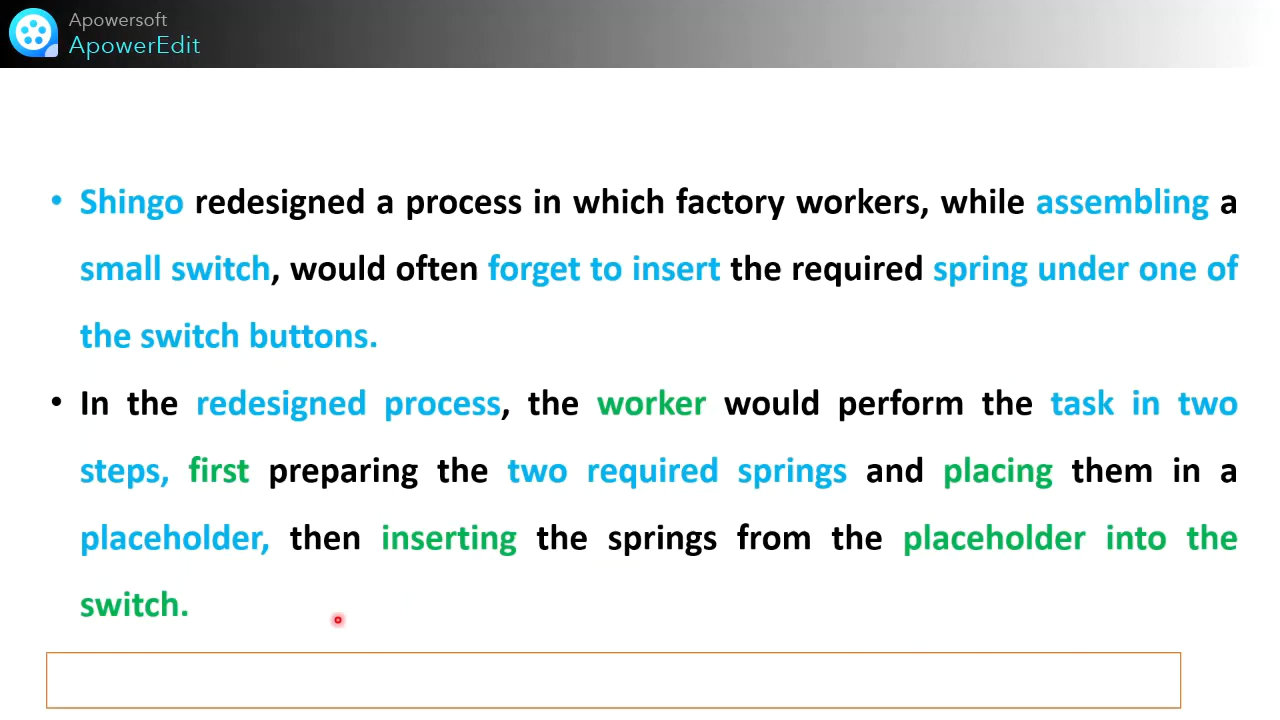 Apowersoft
ApowerEdit
• Shingo redesigned a process in which factory workers, while assembling a
small switch, would often forget to insert the required spring under one of
the switch buttons.
• In the redesigned process, the worker would perform the task in two
steps, first preparing the two required springs and placing them in a
placeholder, then inserting the springs from the placeholder into the
switch.